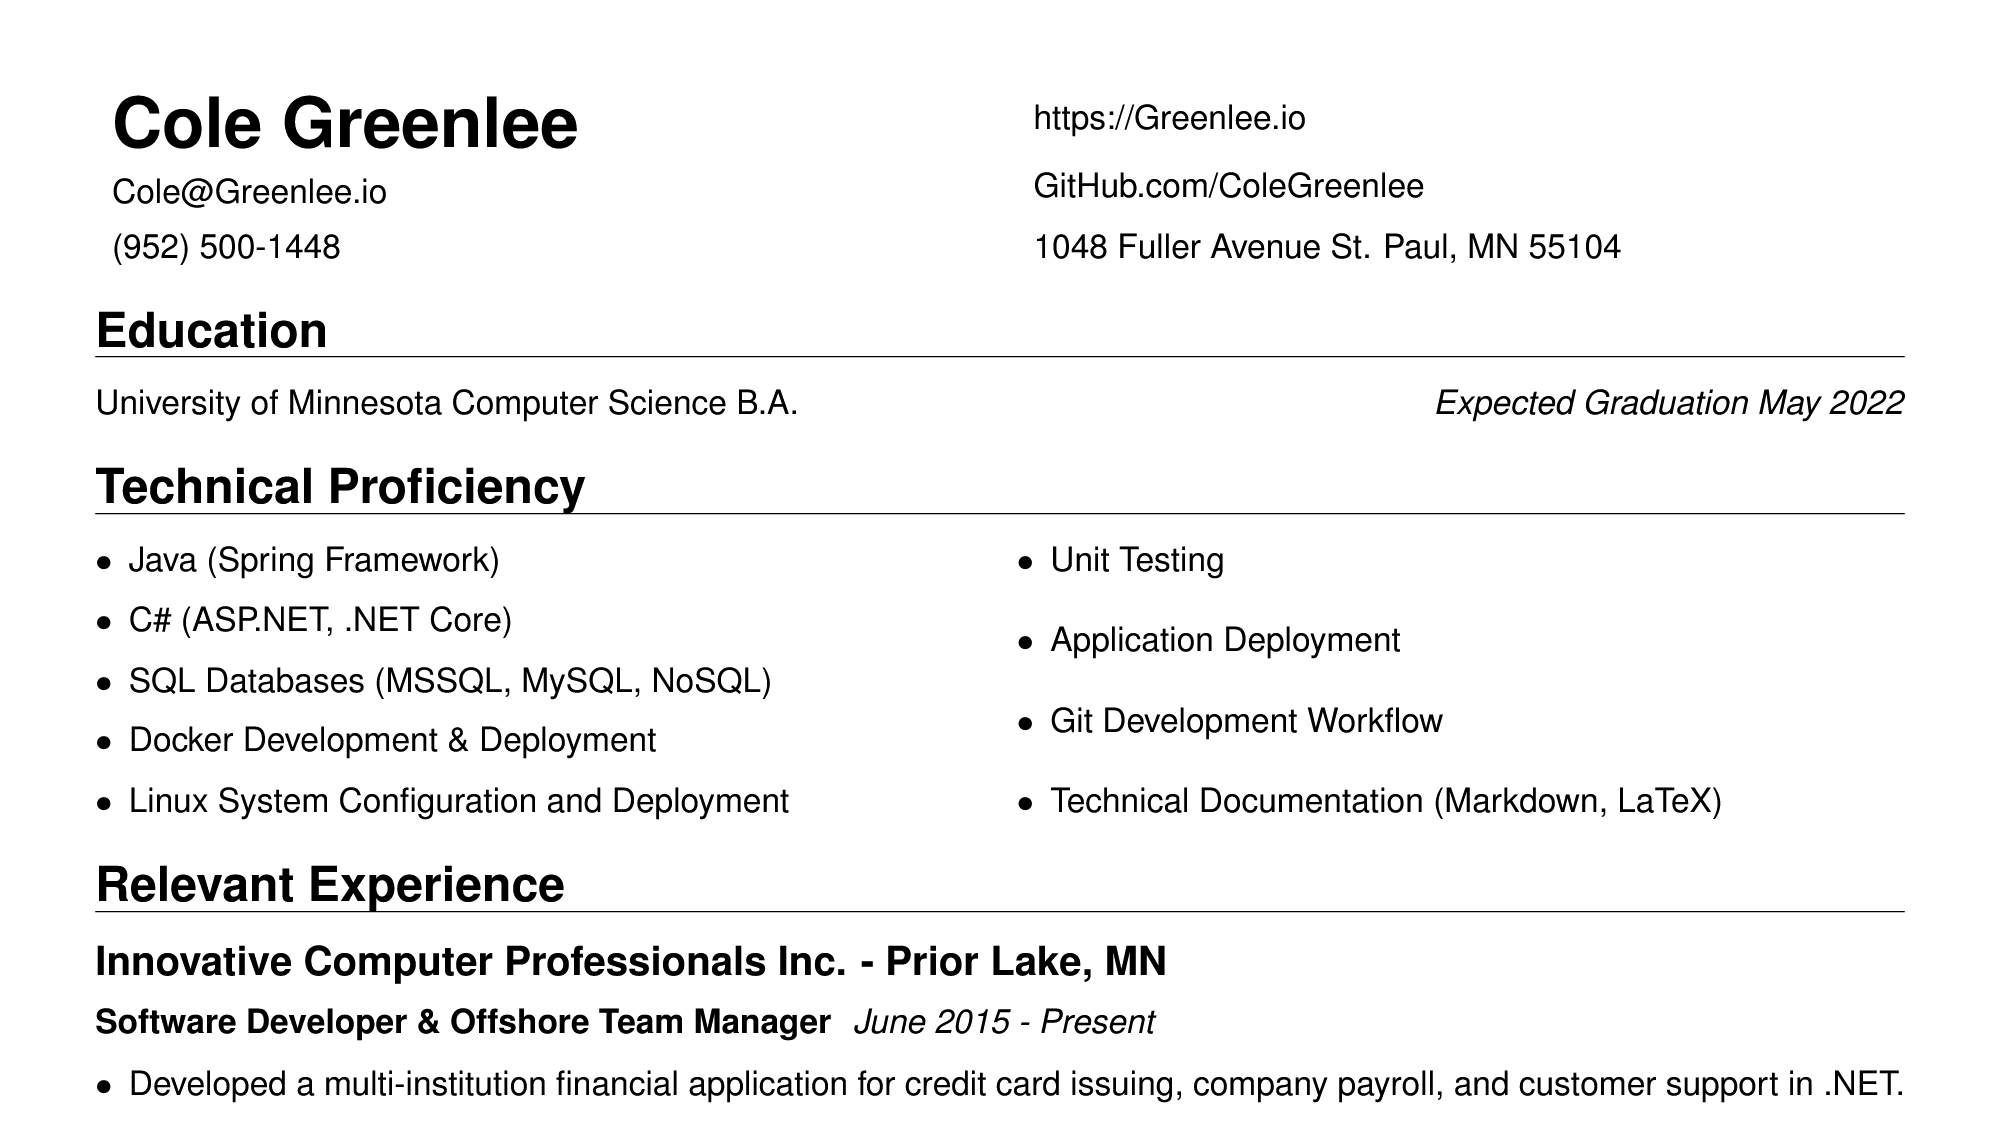 Cole Greenlee
Cole@Greenlee.io
(952) 500-1448
https://Greenlee.io
GitHub.com/ColeGreenlee
1048 Fuller Avenue St. Paul, MN 55104
Education
University of Minnesota Computer Science B.A. Expected Graduation May 2022
Technical Proficiency
• Java (Spring Framework)
• C# (ASP.NET, .NET Core)
• SQL Databases (MSSQL, MySQL, NoSQL)
• Docker Development & Deployment
• Linux System Configuration and Deployment
• Unit Testing
• Application Deployment
• Git Development Workflow
• Technical Documentation (Markdown, LaTeX)
Relevant Experience
Innovative Computer Professionals Inc. - Prior Lake, MN
Software Developer & Offshore Team Manager June 2015 - Present
• Developed a multi-institution financial application for credit card issuing, company payroll, and customer support in .NET.